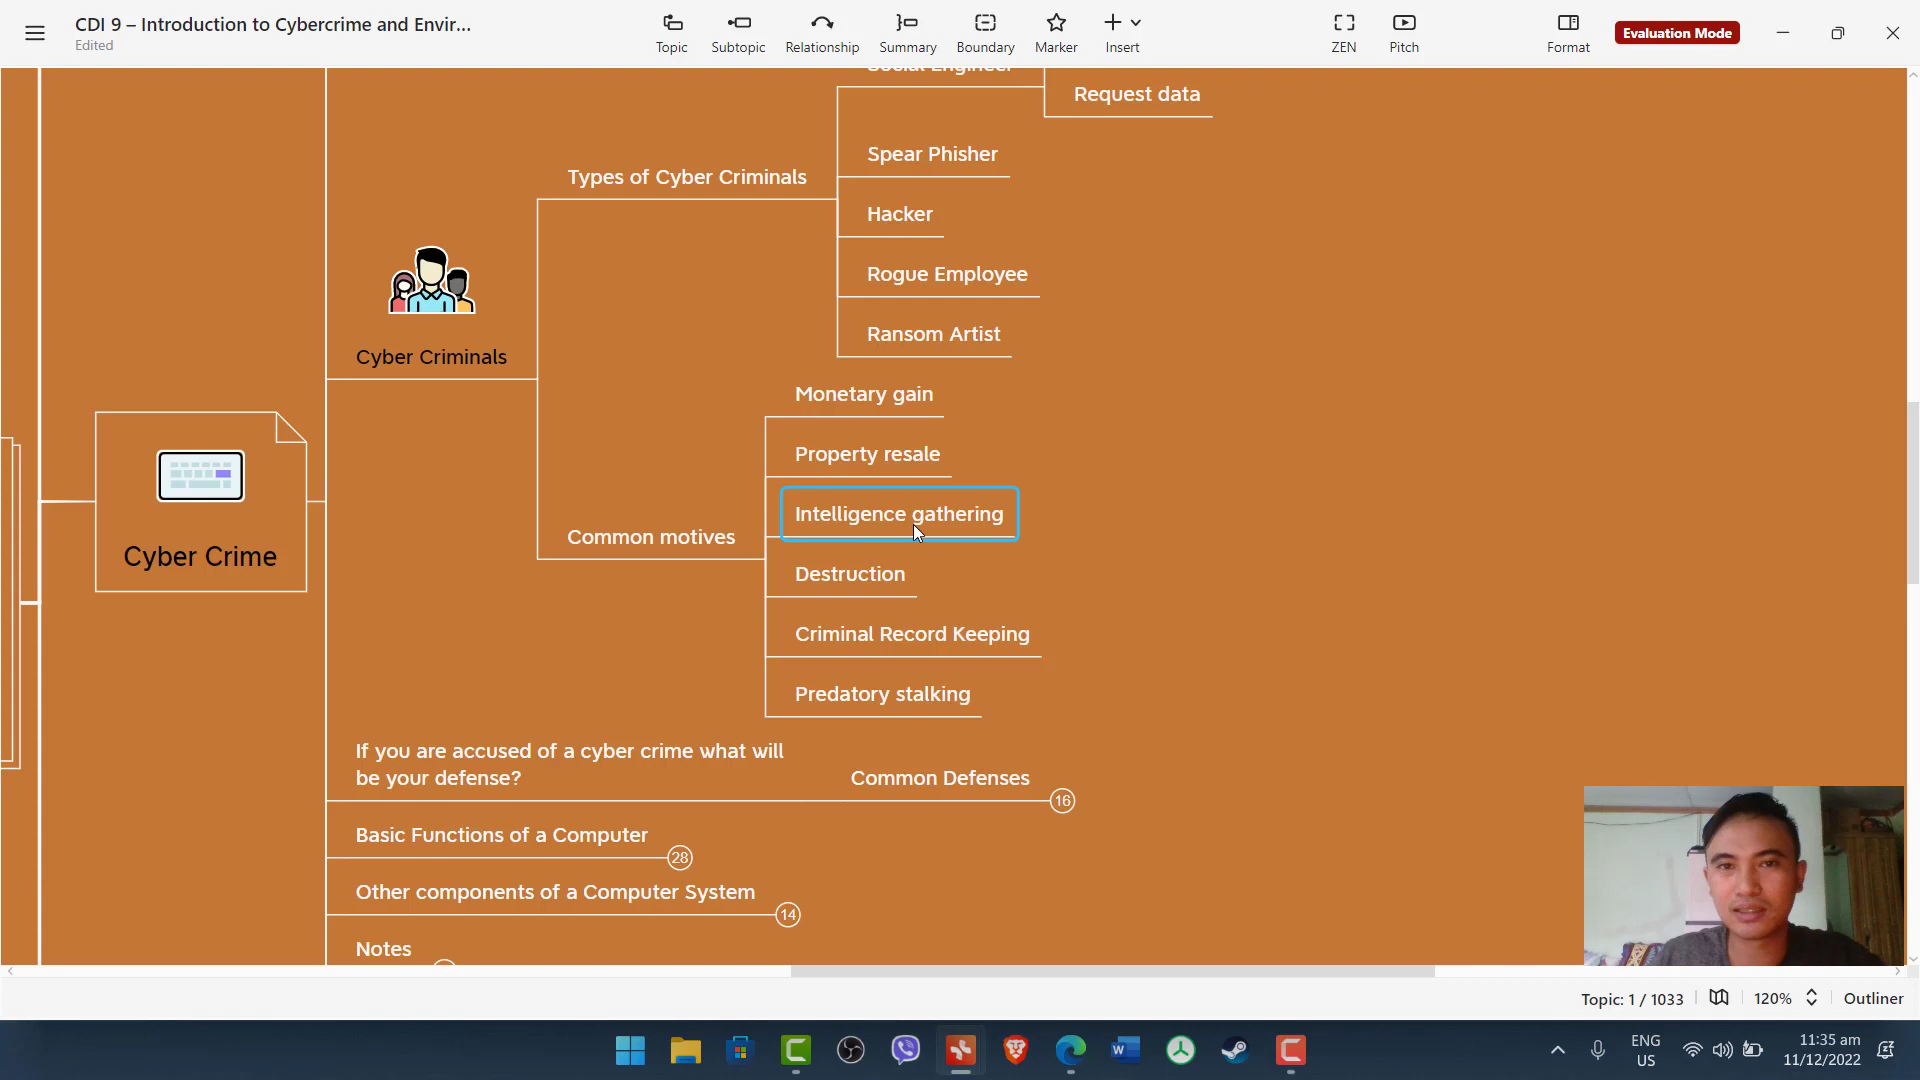 CDI 9 – Introduction to Cybercrime and Envir...
Edited
Topic
Subtopic
Relationship
Summary
Boundary
Marker
Insert
ZEN
Pitch
Format
Evaluation Mode
Social Engineer
Request data
Types of Cyber Criminals
Spear Phisher
Hacker
Rogue Employee
Ransom Artist
Cyber Criminals
Monetary gain
Property resale
Intelligence gathering
Common motives
Destruction
Criminal Record Keeping
Predatory stalking
Cyber Crime
If you are accused of a cyber crime what will
be your defense?
Common Defenses
16
Basic Functions of a Computer
28
Other components of a Computer System
14
Notes
Topic: 1 / 1033
120%
Outliner
ENG
US
11:35 am
11/12/2022